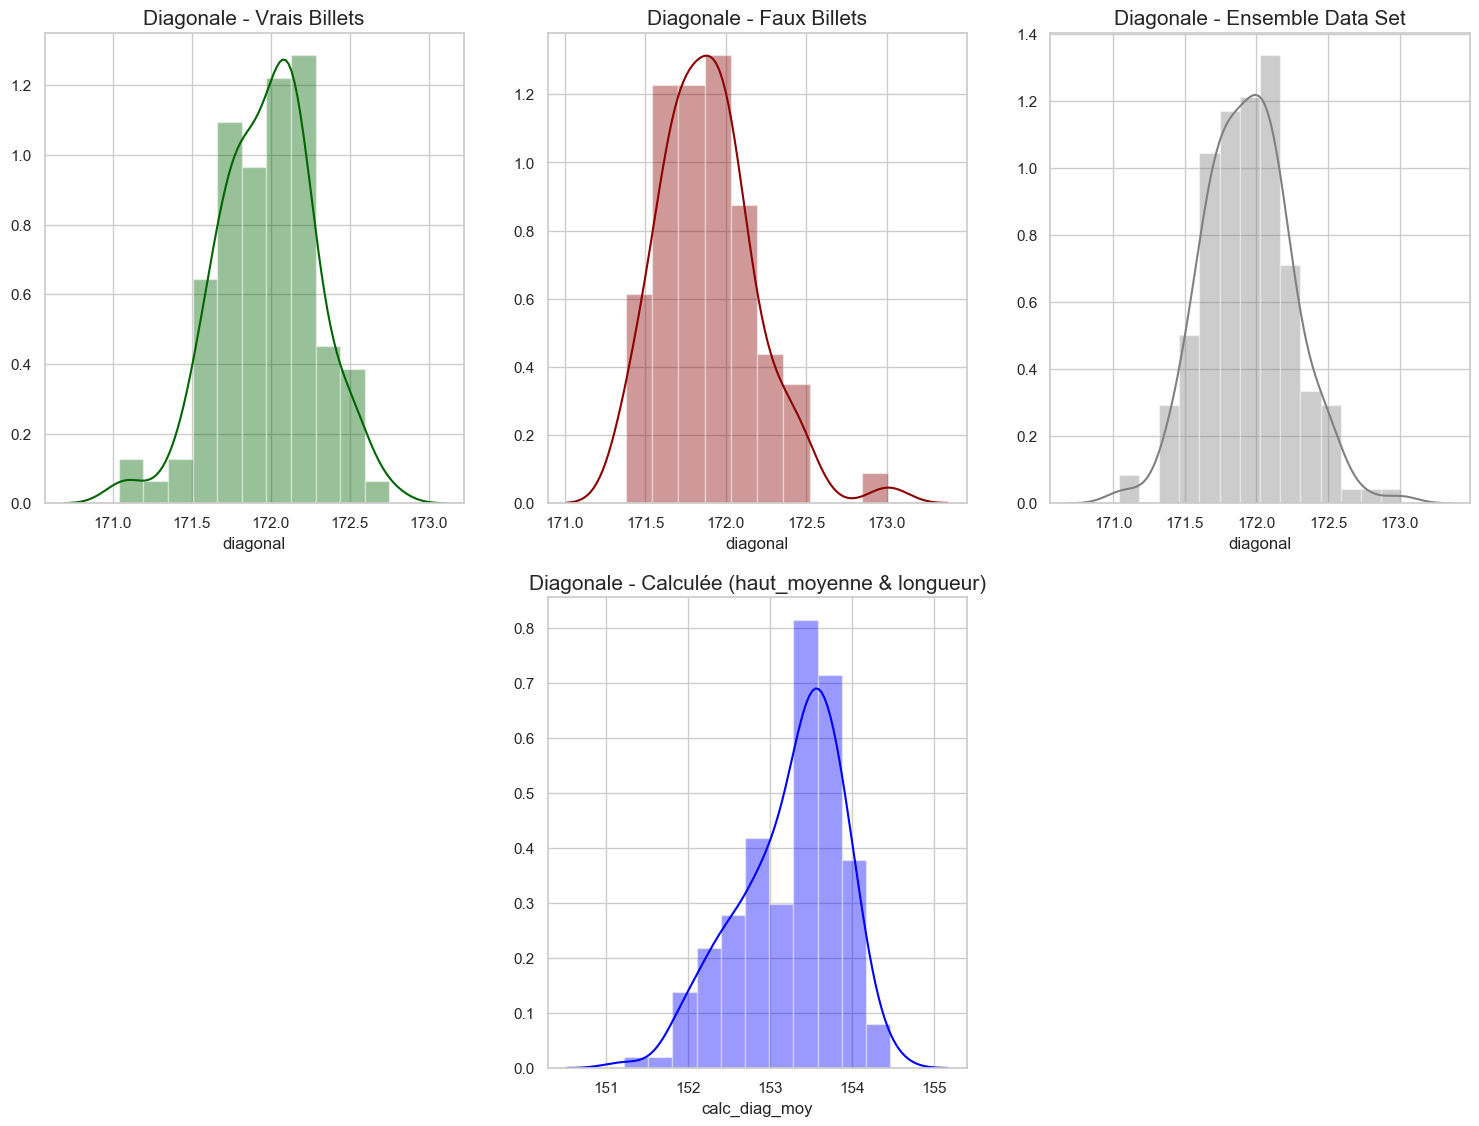 Diagonale - Vrais Billets
1.2
1.0
0.8
0.6
0.4
0.2
0.0
171.0 171.5 172.0 172.5 173.0
diagonal
Diagonale - Faux Billets
1.2
1.0
0.8
0.6
0.4
0.2
0.0
171.0 171.5 172.0 172.5 173.0
diagonal
Diagonale - Ensemble Data Set
1.4
1.2
1.0
0.8
0.6
0.4
0.2
0.0
171.0 171.5 172.0 172.5 173.0
diagonal
Diagonale - Calculée (haut_moyenne & longueur)
0.8
0.7
0.6
0.5
0.4
0.3
0.2
0.1
0.0
151 152 153 154 155
calc_diag_moy